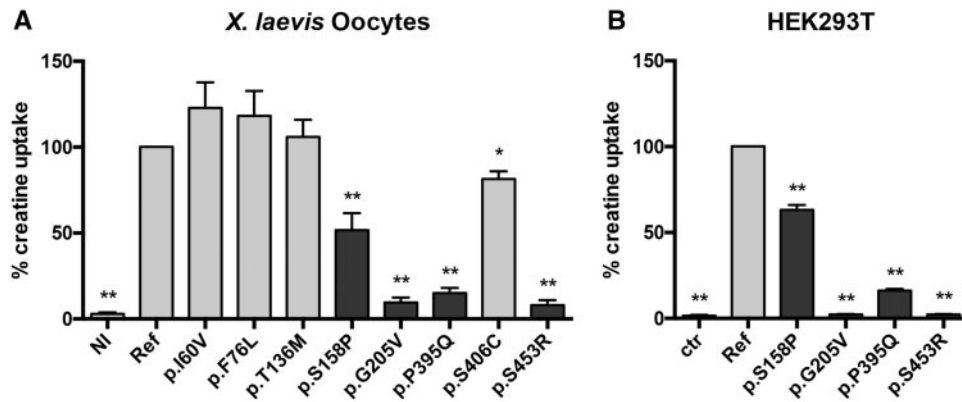 A
X. laevis Oocytes
% creatine uptake
150
100
50
0
**
**
**
**
*
**
NI
Ref
p.I60V
p.F76L
p.T136M
p.S158P
p.G205V
p.P395Q
p.S406C
p.S453R
B
HEK293T
% creatine uptake
150
100
50
0
**
**
**
**
**
ctr
Ref
p.S158P
p.G205V
p.P395Q
p.S453R